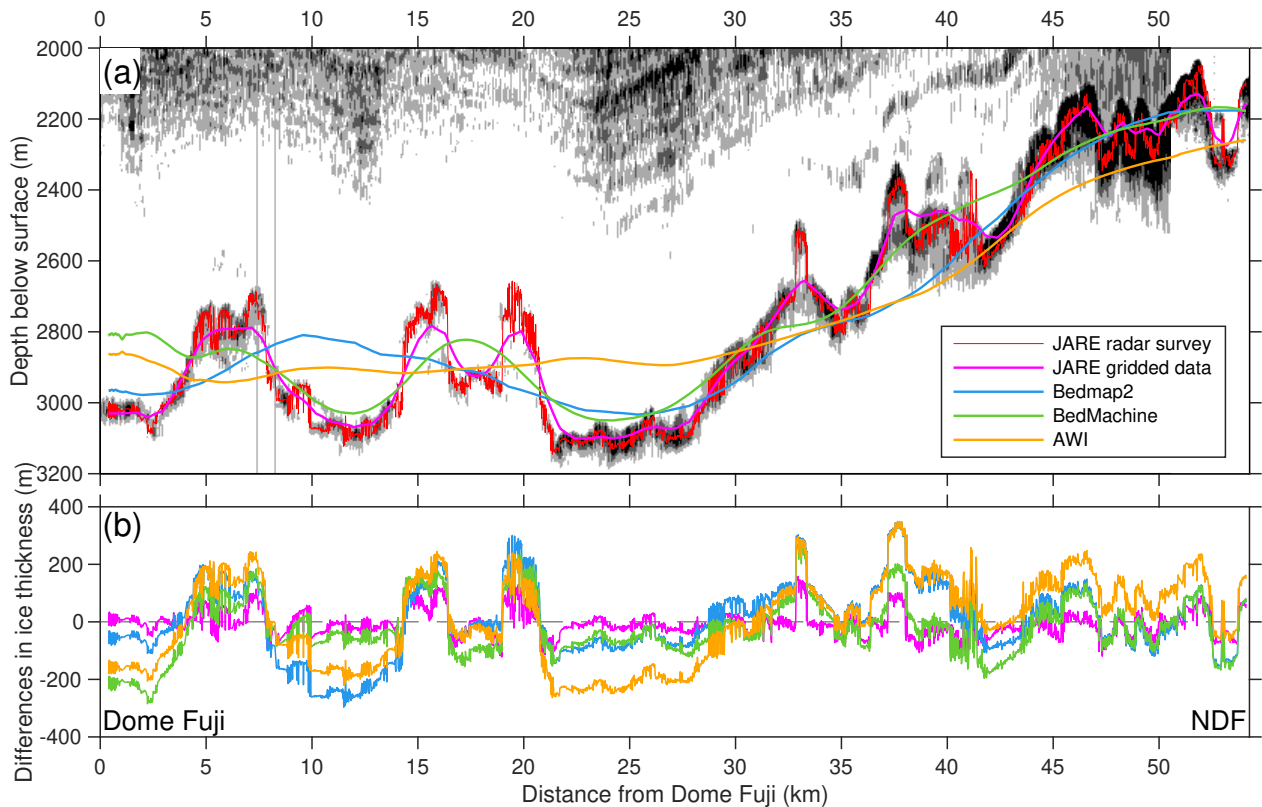 0 5 10 15 20 25 30 35 40 45 50
(a)
Depth below surface (m)
2000
2200
2400
2600
2800
3000
3200
JARE radar survey
JARE gridded data
Bedmap2
BedMachine
AWI
(b)
Differences in ice thickness (m)
400
200
0
-200
-400
Dome Fuji
NDF
0 5 10 15 20 25 30 35 40 45 50
Distance from Dome Fuji (km)